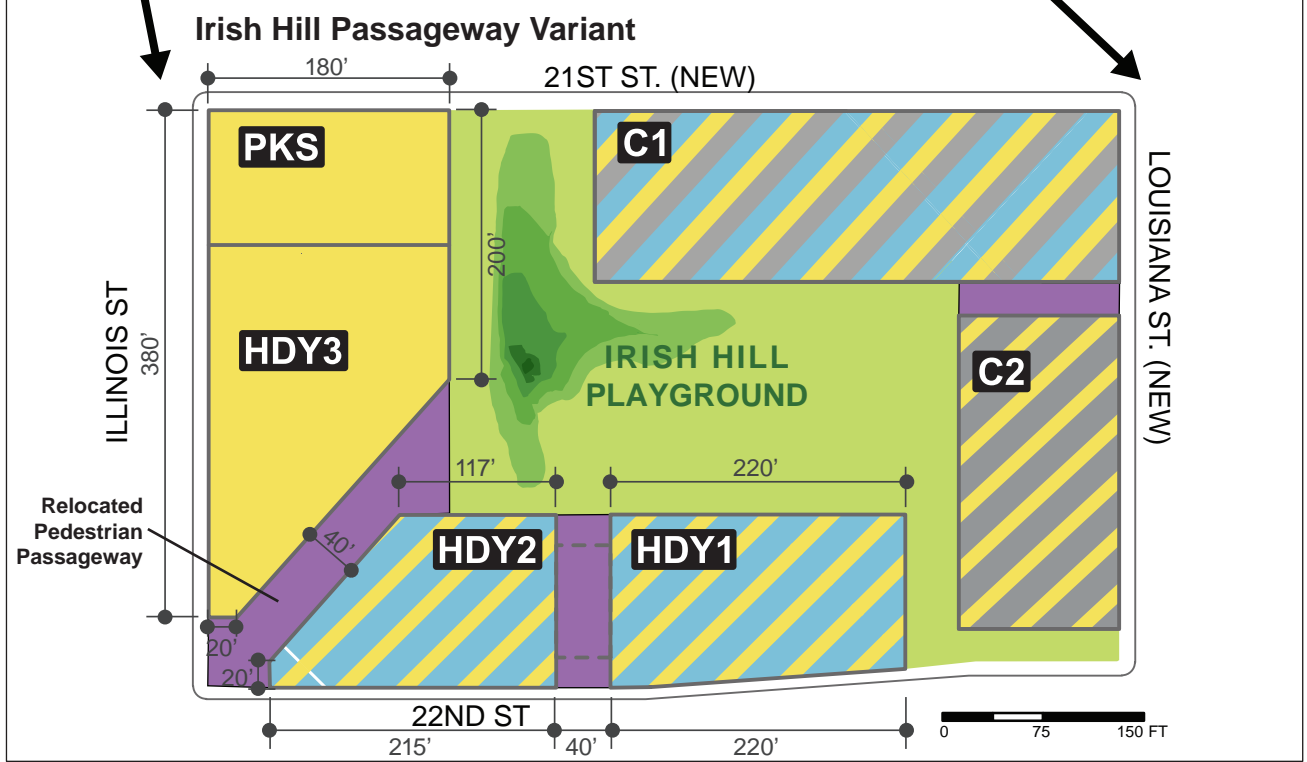 Irish Hill Passageway Variant
180’
21ST ST. (NEW)
PKS
C1
200’
LOUISIANA ST. (NEW)
ILLINOIS ST
380’
HDY3
IRISH HILL
PLAYGROUND
C2
117’
220’
Relocated
Pedestrian
Passageway
40’
HDY2
HDY1
20’
20’
22ND ST
215’
40’
220’
0 75 150 FT